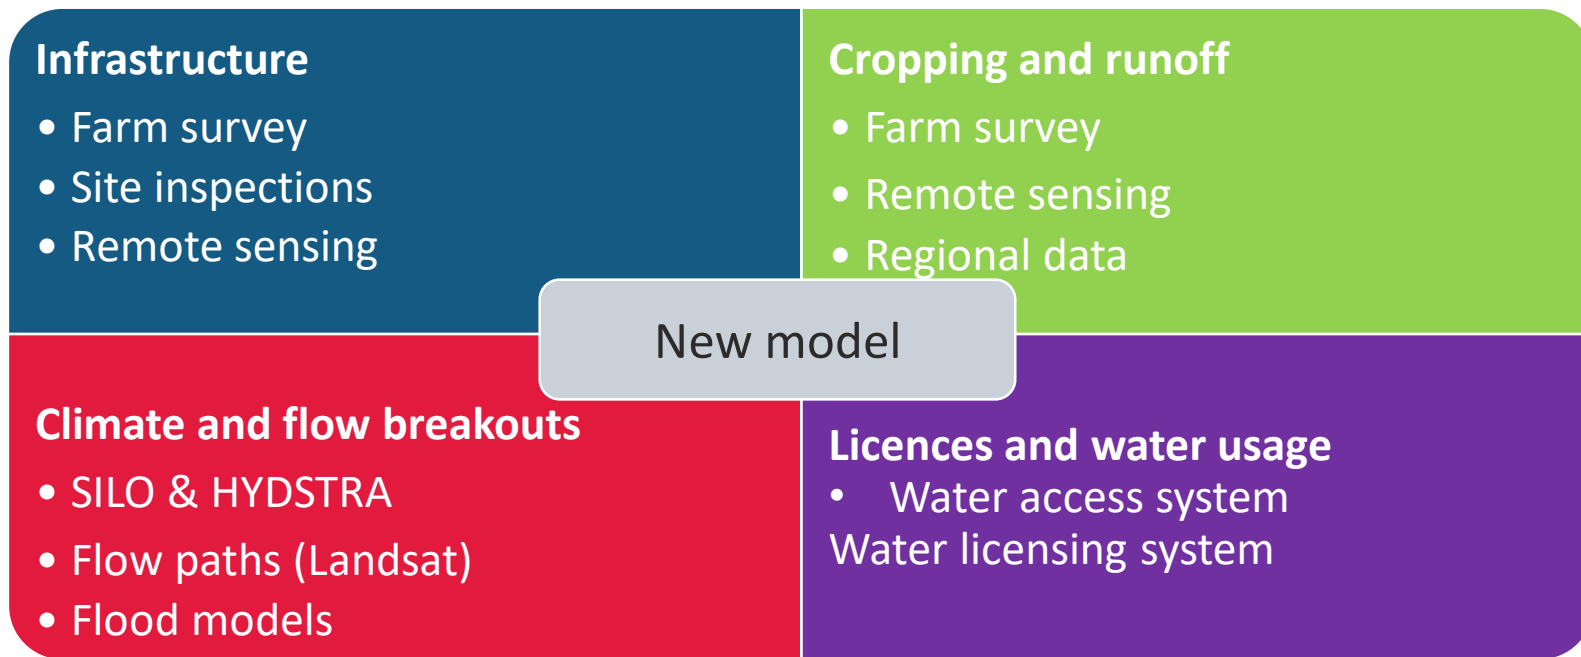 Infrastructure
• Farm survey
• Site inspections
• Remote sensing
Cropping and runoff
• Farm survey
• Remote sensing
• Regional data
New model
Climate and flow breakouts
• SILO & HYDSTRA
• Flow paths (Landsat)
• Flood models
Licences and water usage
• Water access system
Water licensing system